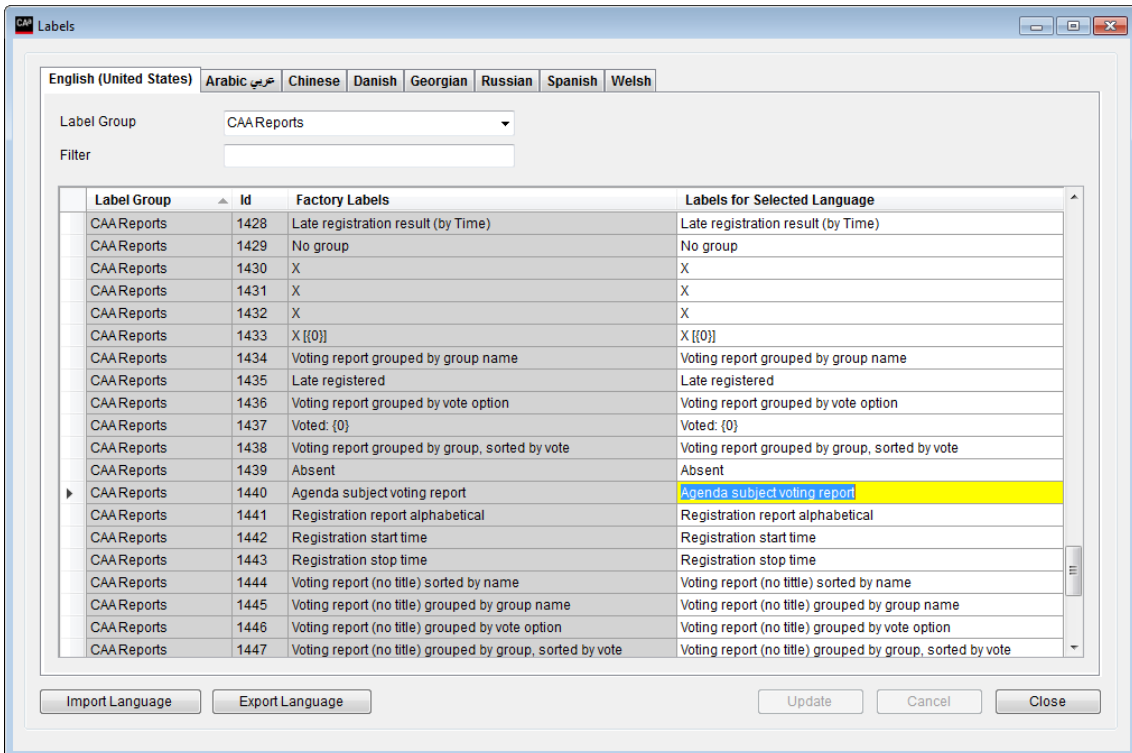 CAA Labels
English (United States) Arabic عربي Chinese Danish Georgian Russian Spanish Welsh
Label Group CAA Reports
Filter
Label Group Id Factory Labels Labels for Selected Language
CAA Reports 1428 Late registration result (by Time) Late registration result (by Time)
CAA Reports 1429 No group No group
CAA Reports 1430 X X
CAA Reports 1431 X X
CAA Reports 1432 X X
CAA Reports 1433 X [{0}] X [{0}]
CAA Reports 1434 Voting report grouped by group name Voting report grouped by group name
CAA Reports 1435 Late registered Late registered
CAA Reports 1436 Voting report grouped by vote option Voting report grouped by vote option
CAA Reports 1437 Voted: {0} Voted: {0}
CAA Reports 1438 Voting report grouped by group, sorted by vote Voting report grouped by group, sorted by vote
CAA Reports 1439 Absent Absent
CAA Reports 1440 Agenda subject voting report Agenda subject voting report
CAA Reports 1441 Registration report alphabetical Registration report alphabetical
CAA Reports 1442 Registration start time Registration start time
CAA Reports 1443 Registration stop time Registration stop time
CAA Reports 1444 Voting report (no tittle) sorted by name Voting report (no tittle) sorted by name
CAA Reports 1445 Voting report (no title) grouped by group name Voting report (no title) grouped by group name
CAA Reports 1446 Voting report (no title) grouped by vote option Voting report (no title) grouped by vote option
CAA Reports 1447 Voting report (no title) grouped by group, sorted by vote Voting report (no title) grouped by group, sorted by vote
Import Language Export Language Update Cancel Close